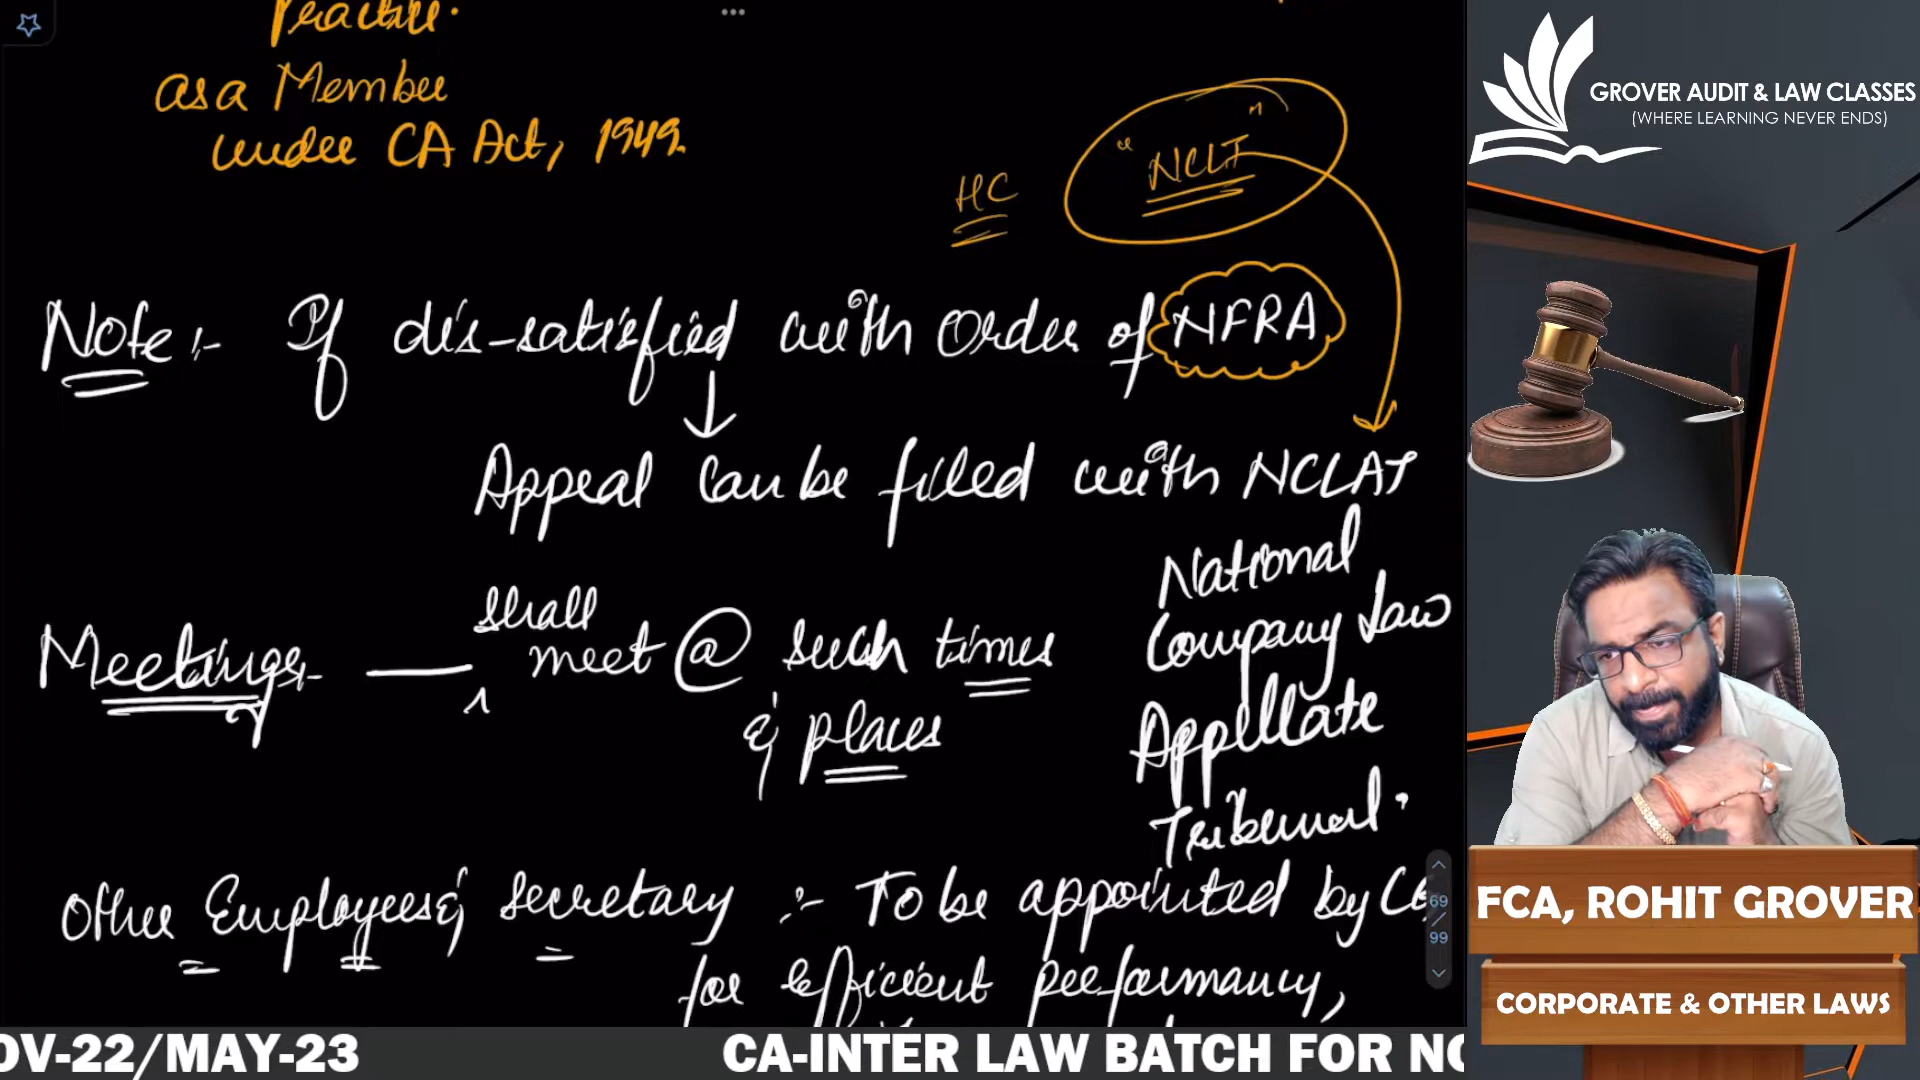 Practice.
as a Member
under CA Act, 1949.
HC
"NCLT"
Note :- If dis-satisfied with Order of NFRA
Appeal can be filed with NCLAT
National
Company Law
Appellate
Tribunal.
Meetings - shall meet @ such times
& places
Other Employees & secretary :- To be appointed by CG
for efficient performancy,
69
99
GROVER AUDIT & LAW CLASSES
(WHERE LEARNING NEVER ENDS)
FCA, ROHIT GROVER
CORPORATE & OTHER LAWS
OV-22/MAY-23 CA-INTER LAW BATCH FOR NO